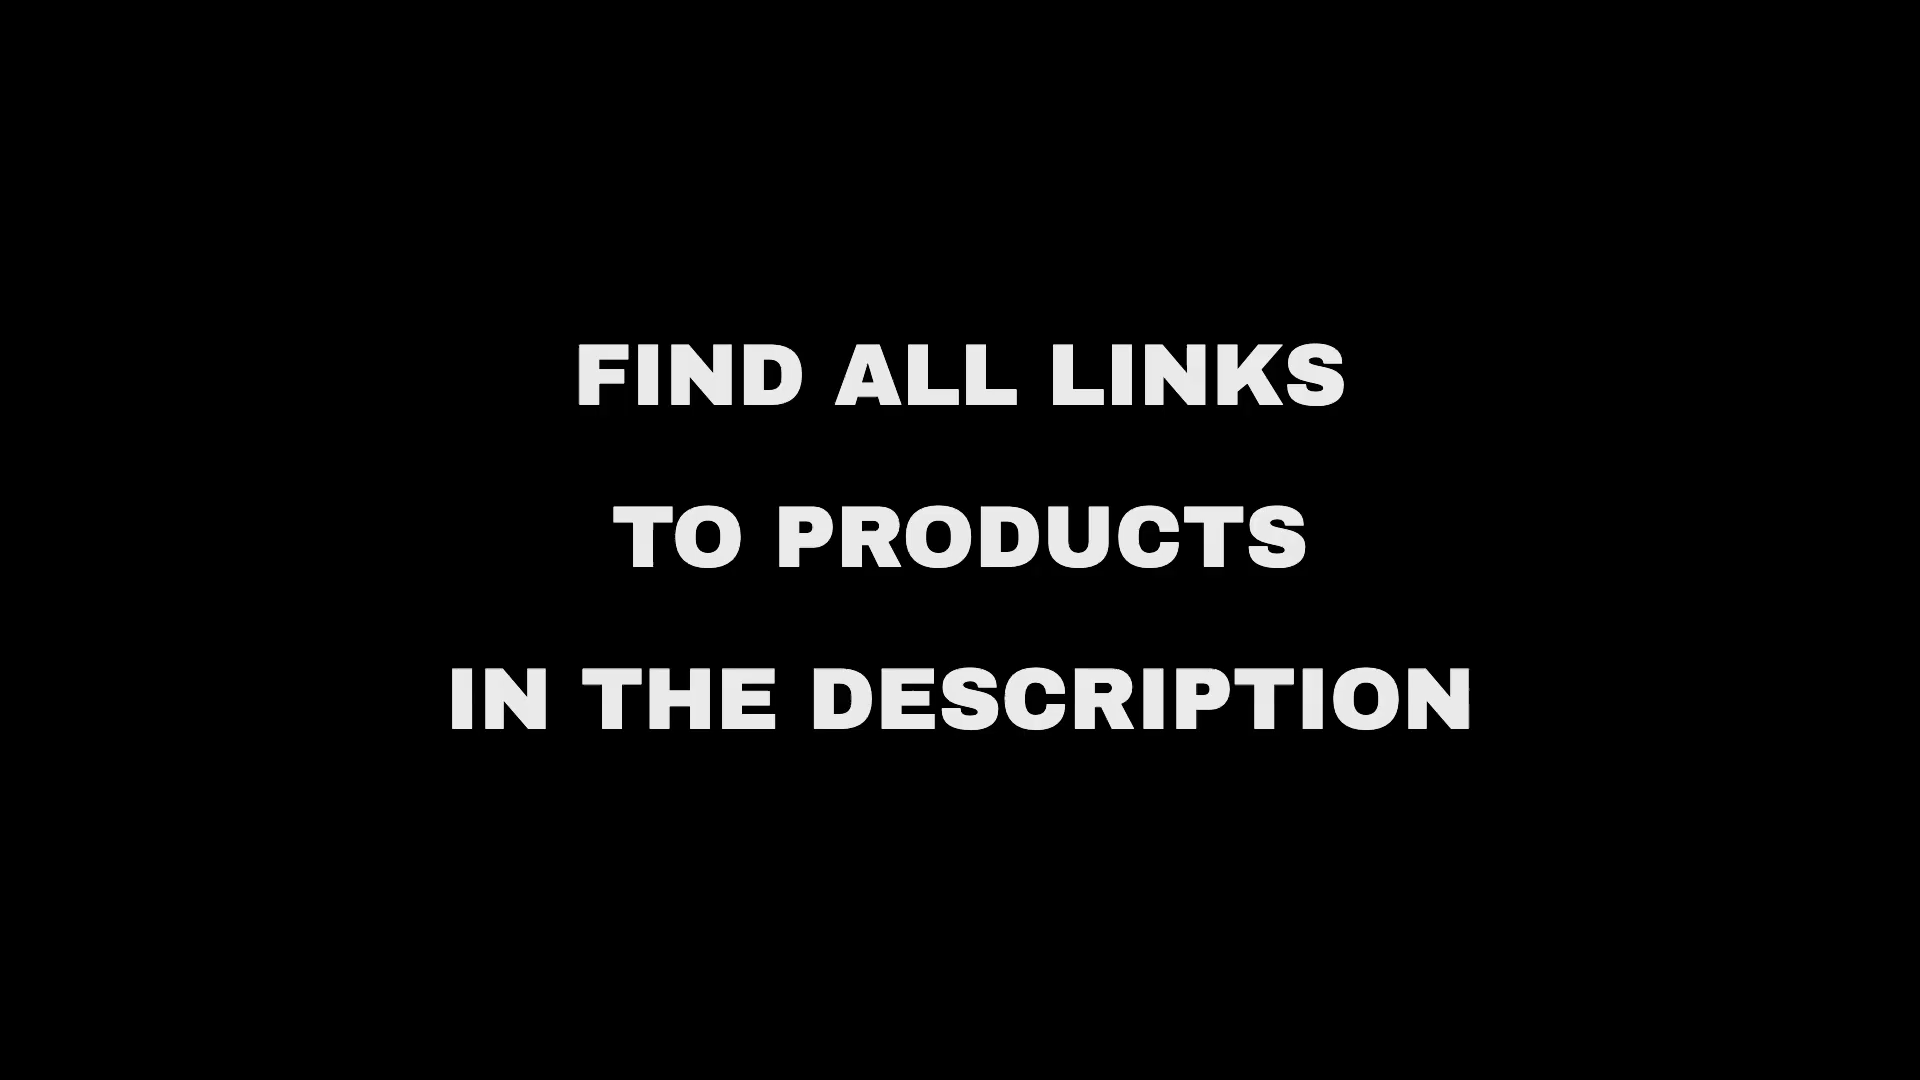 FIND ALL LINKS
TO PRODUCTS
IN THE DESCRIPTION